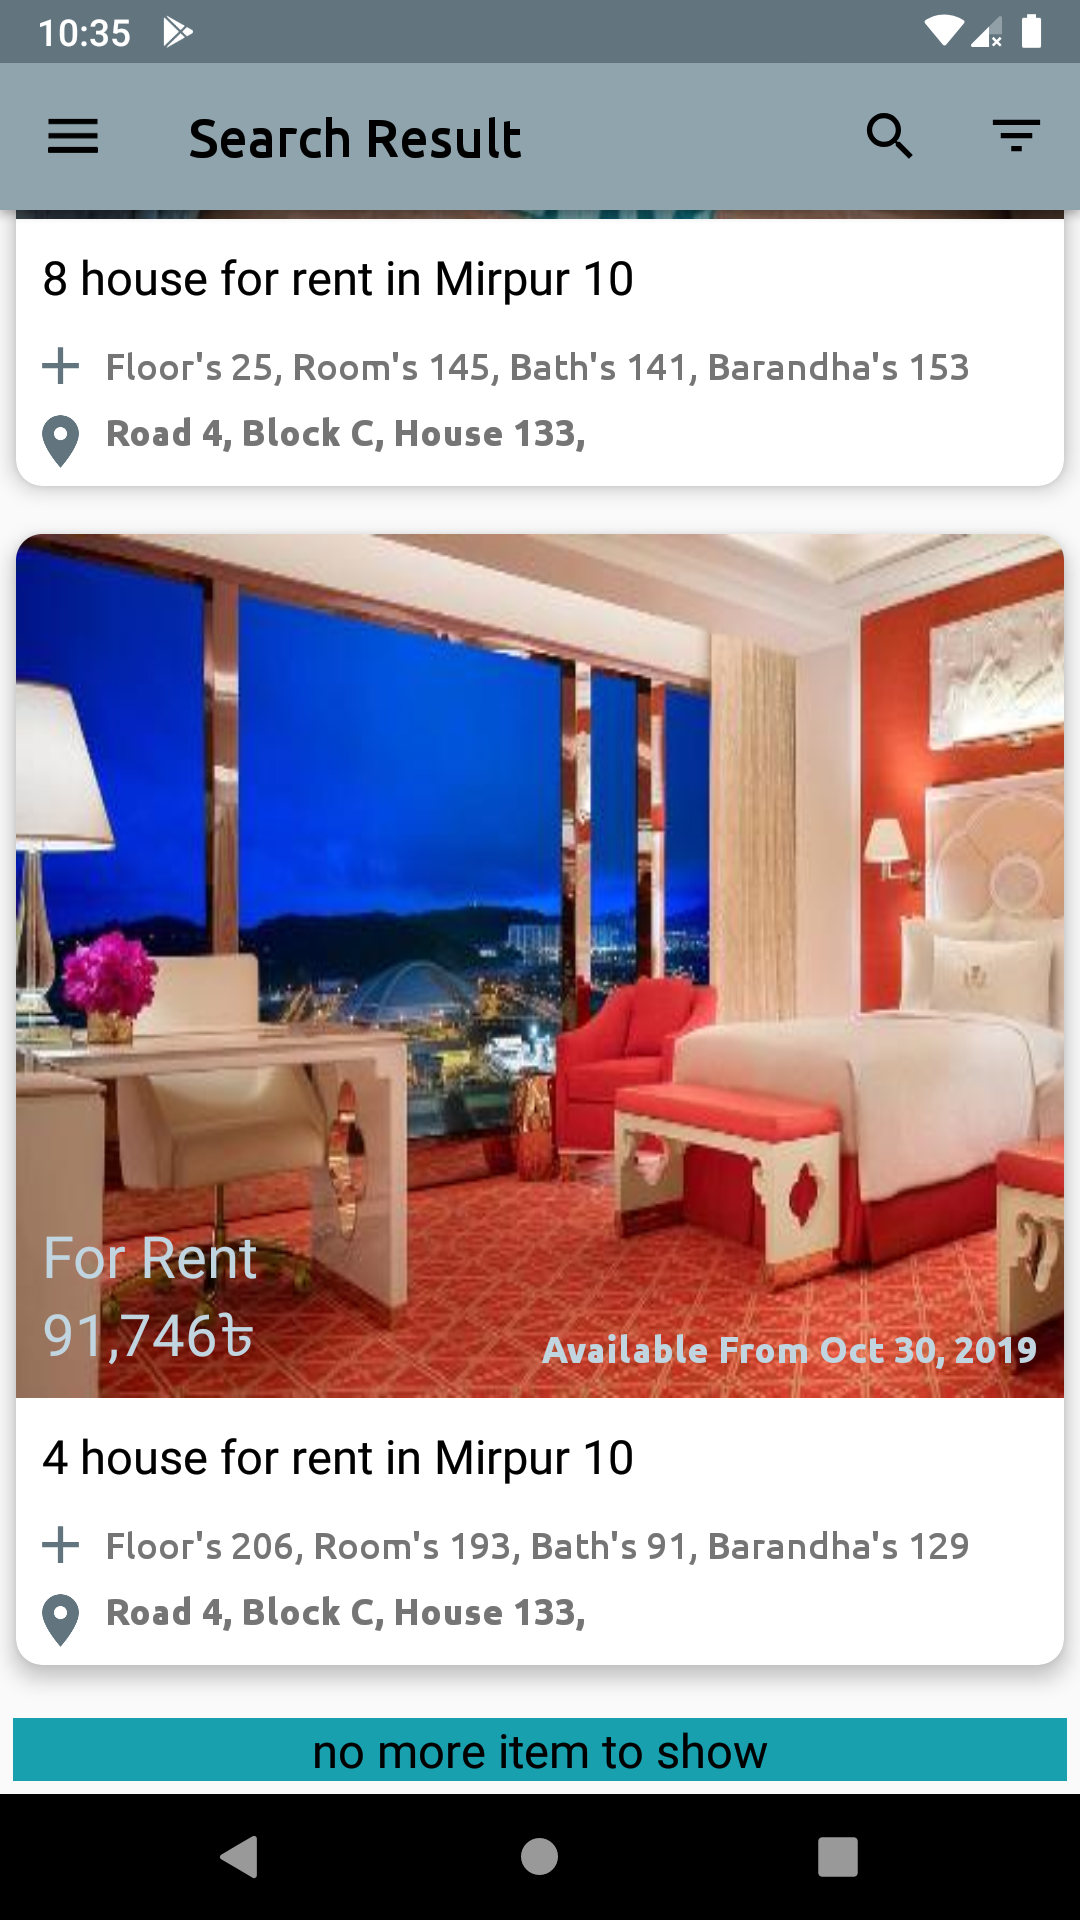 10:35
Search Result
8 house for rent in Mirpur 10
Floor's 25, Room's 145, Bath's 141, Barandha's 153
Road 4, Block C, House 133,
For Rent
91,746৳
Available From Oct 30, 2019
4 house for rent in Mirpur 10
Floor's 206, Room's 193, Bath's 91, Barandha's 129
Road 4, Block C, House 133,
no more item to show